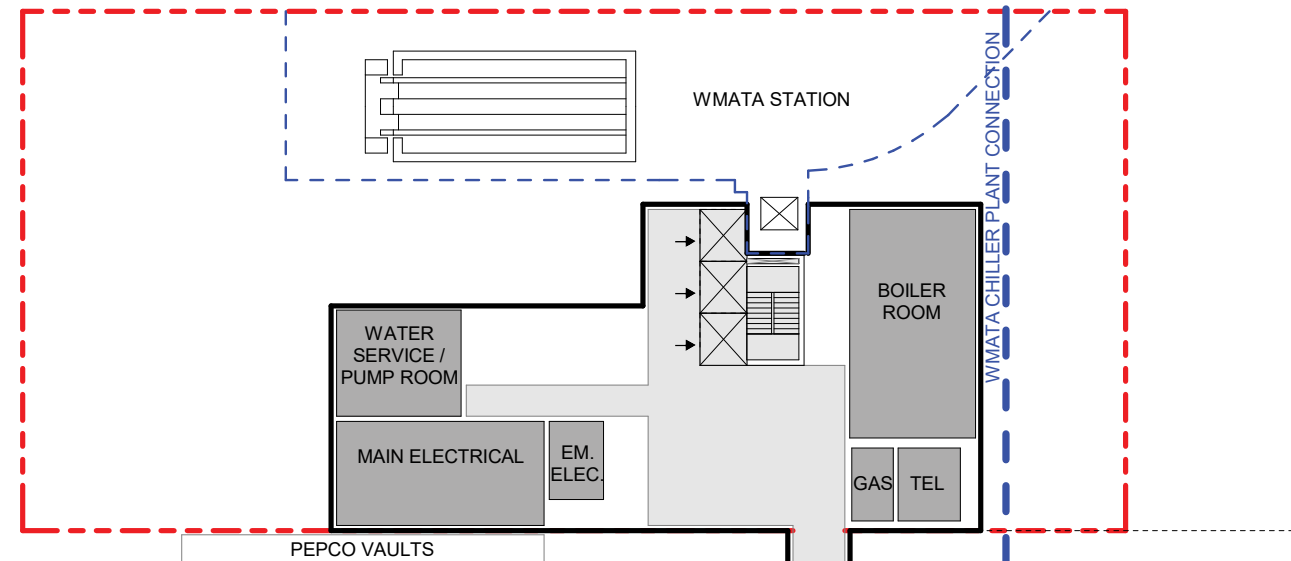 WMATA STATION
WMATA CHILLER PLANT CONNECTION
BOILER
ROOM
WATER
SERVICE /
PUMP ROOM
MAIN ELECTRICAL
EM.
ELEC.
GAS
TEL
PEPCO VAULTS